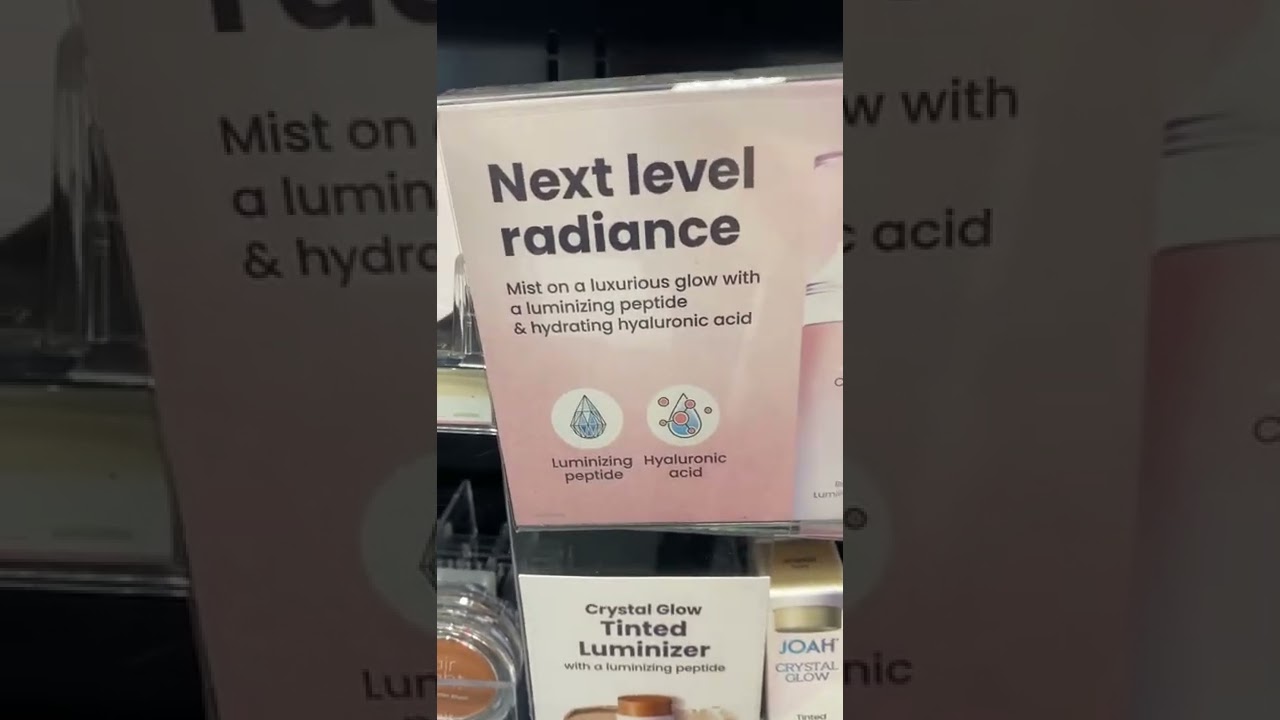 Next level
radiance
Mist on a luxurious glow with
a luminizing peptide
& hydrating hyaluronic acid
Luminizing
peptide
Hyaluronic
acid
Crystal Glow
Tinted
Luminizer
with a luminizing peptide
JOAH
CRYSTAL
GLOW
Tinted